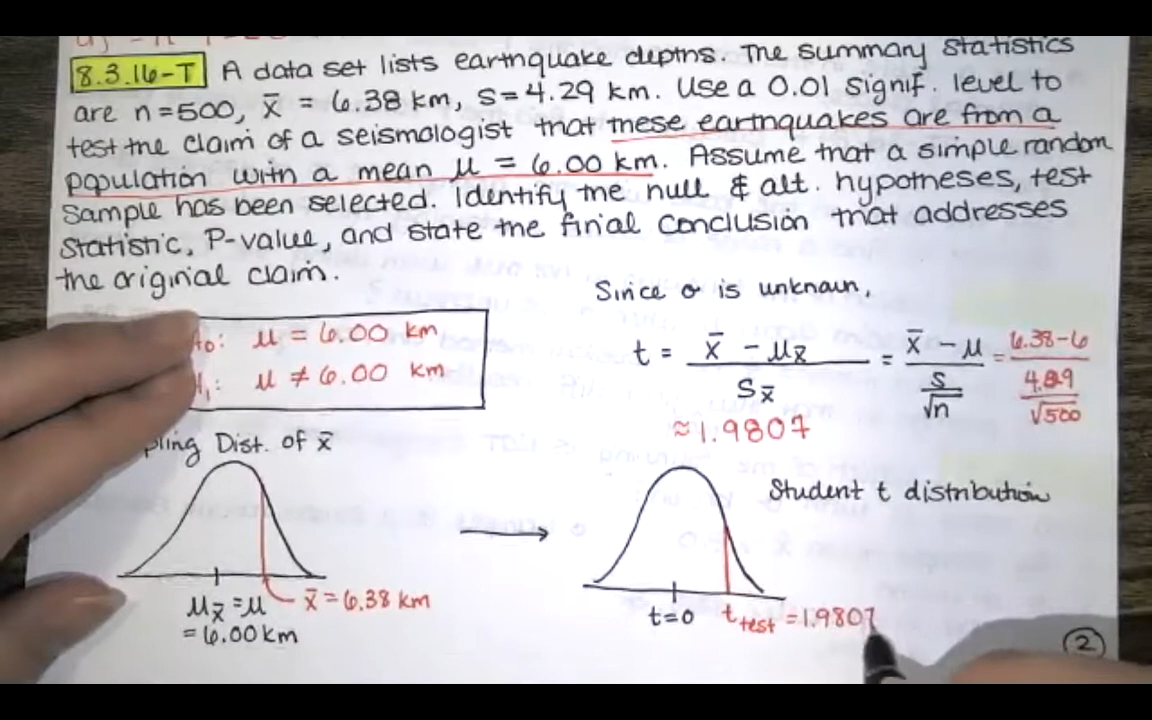 8.3.16-T A data set lists earthquake depths. The summary statistics
are n=500, x̄ = 6.38 km, s=4.29 km. Use a 0.01 signif. level to
test the claim of a seismologist that these earthquakes are from a
population with a mean μ = 6.00 km. Assume that a simple random
sample has been selected. Identify the null & alt. hypotheses, test
statistic, P-value, and state the final conclusion that addresses
the original claim.
Since σ is unknown,
H₀: μ = 6.00 km
H₁: μ ≠ 6.00 km
t = x̄ - μx̄ / sx̄ = x̄ - μ / s/√n = 6.38-6 / 4.29/√500
≈1.9807
Dist. of x̄
Student t distribution
μx̄ = μ
= 6.00 km
x̄ = 6.38 km
t=0
t test = 1.9807
2